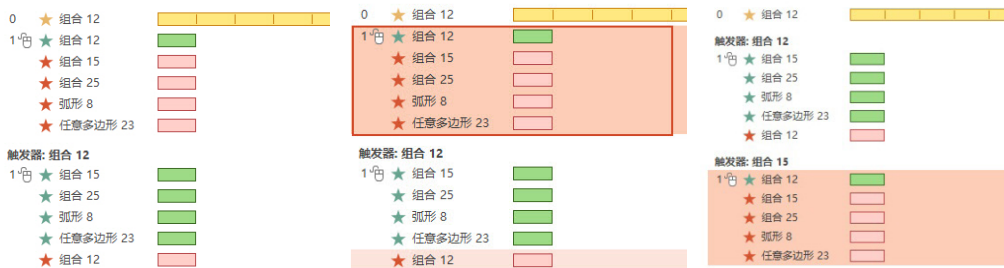 0 组合 12
1 组合 12
组合 15
组合 25
弧形 8
任意多边形 23
触发器: 组合 12
1 组合 15
组合 25
弧形 8
任意多边形 23
组合 12
0 组合 12
1 组合 12
组合 15
组合 25
弧形 8
任意多边形 23
触发器: 组合 12
1 组合 15
组合 25
弧形 8
任意多边形 23
组合 12
0 组合 12
触发器: 组合 12
1 组合 15
组合 25
弧形 8
任意多边形 23
组合 12
触发器: 组合 15
1 组合 12
组合 15
组合 25
弧形 8
任意多边形 23